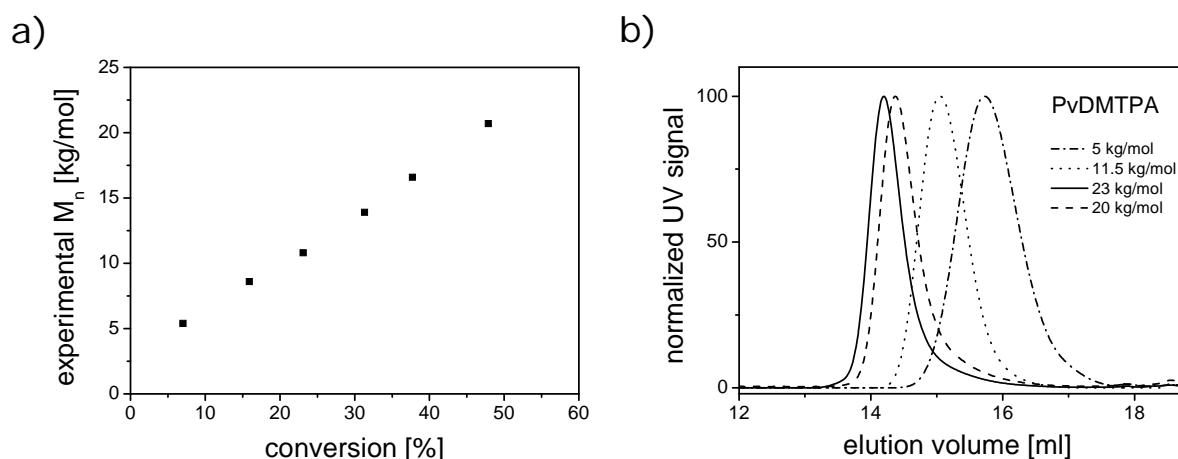 a)
25
20
15
10
5
0
experimental Mn [kg/mol]
0 10 20 30 40 50 60
conversion [%]
b)
100
50
0
normalized UV signal
PvDMTPA
5 kg/mol
11.5 kg/mol
23 kg/mol
20 kg/mol
12 14 16 18
elution volume [ml]